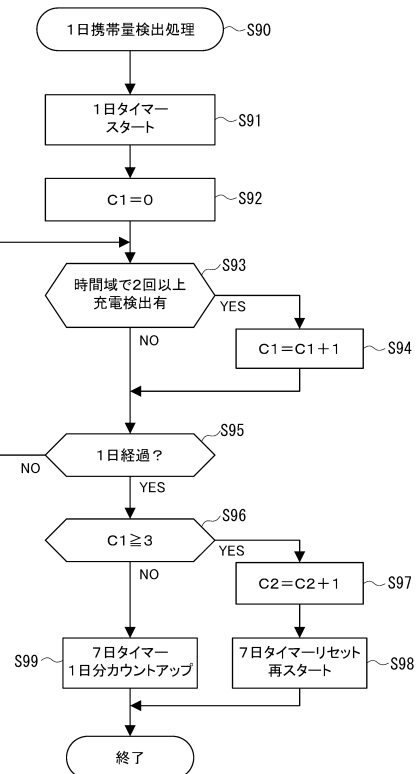 1日携帯量検出処理
S90
1日タイマー
スタート
S91
C1=0
S92
時間域で2回以上
充電検出有
S93
YES
NO
C1=C1+1
S94
1日経過?
S95
NO
YES
C1≧3
S96
YES
NO
C2=C2+1
S97
S99
7日タイマー
1日分カウントアップ
7日タイマーリセット
再スタート
S98
終了